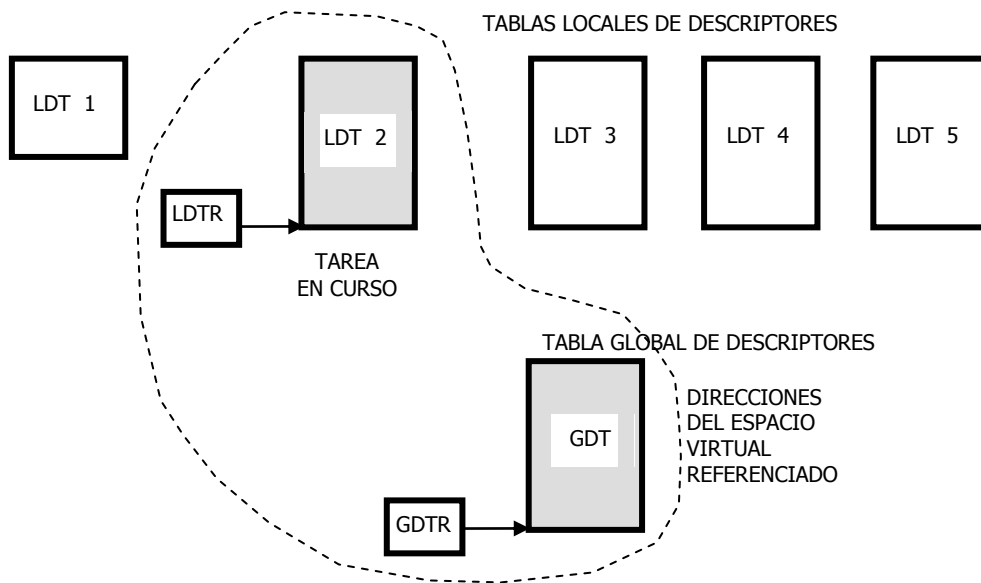 TABLAS LOCALES DE DESCRIPTORES
LDT 1
LDT 2
LDT 3
LDT 4
LDT 5
LDTR
TAREA
EN CURSO
TABLA GLOBAL DE DESCRIPTORES
DIRECCIONES
DEL ESPACIO
VIRTUAL
REFERENCIADO
GDT
GDTR